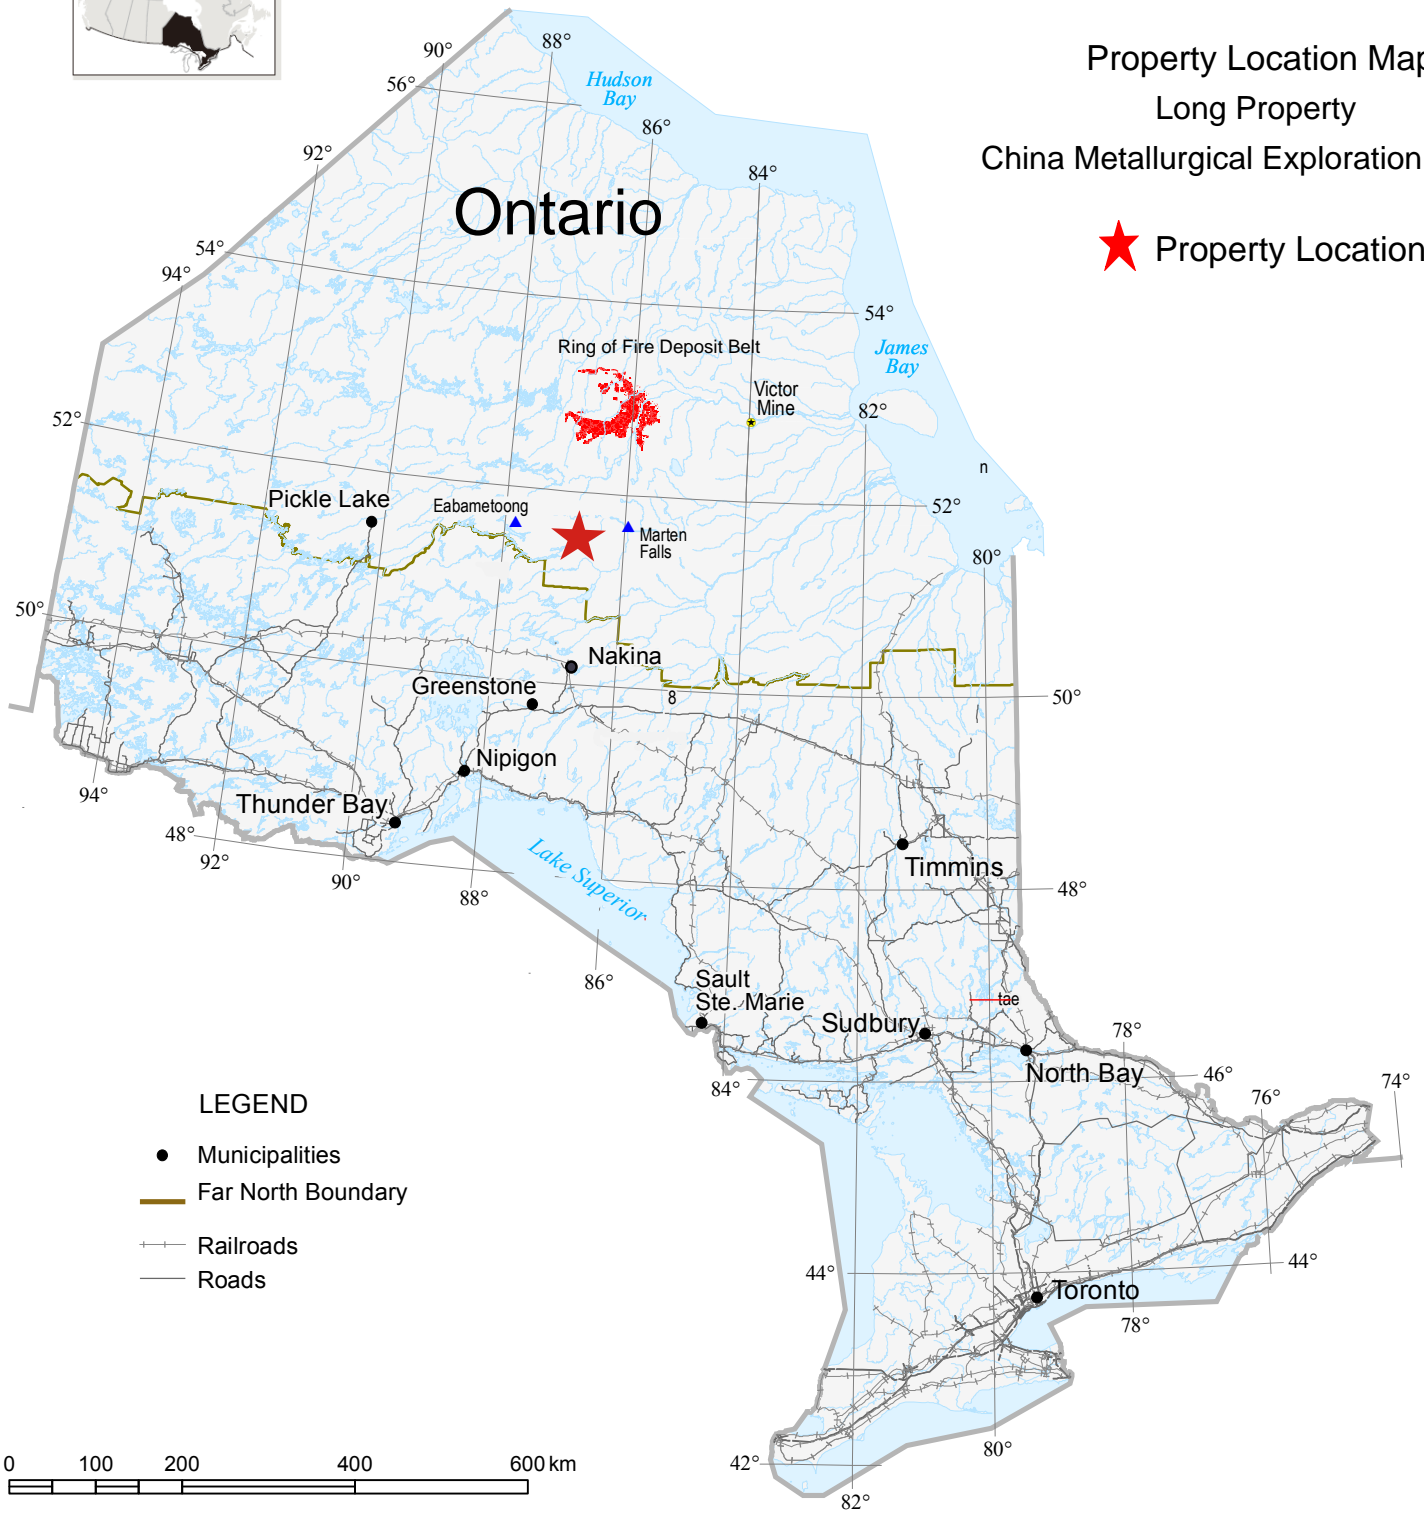 Property Location Map
Long Property
China Metallurgical Exploration
Property Location
90°
88°
56°
Hudson
Bay
86°
92°
84°
Ontario
54°
94°
54°
Ring of Fire Deposit Belt
James
Bay
Victor
Mine
52°
82°
n
Pickle Lake
Eabametoong
52°
Marten
Falls
80°
50°
Nakina
Greenstone
8
50°
Nipigon
94°
Thunder Bay
48°
92°
90°
88°
Lake Superior
Timmins
48°
86°
Sault
Ste. Marie
tae
Sudbury
78°
North Bay
46°
84°
76°
74°
LEGEND
Municipalities
Far North Boundary
Railroads
Roads
44°
44°
Toronto
78°
80°
42°
82°
0 100 200 400 600 km